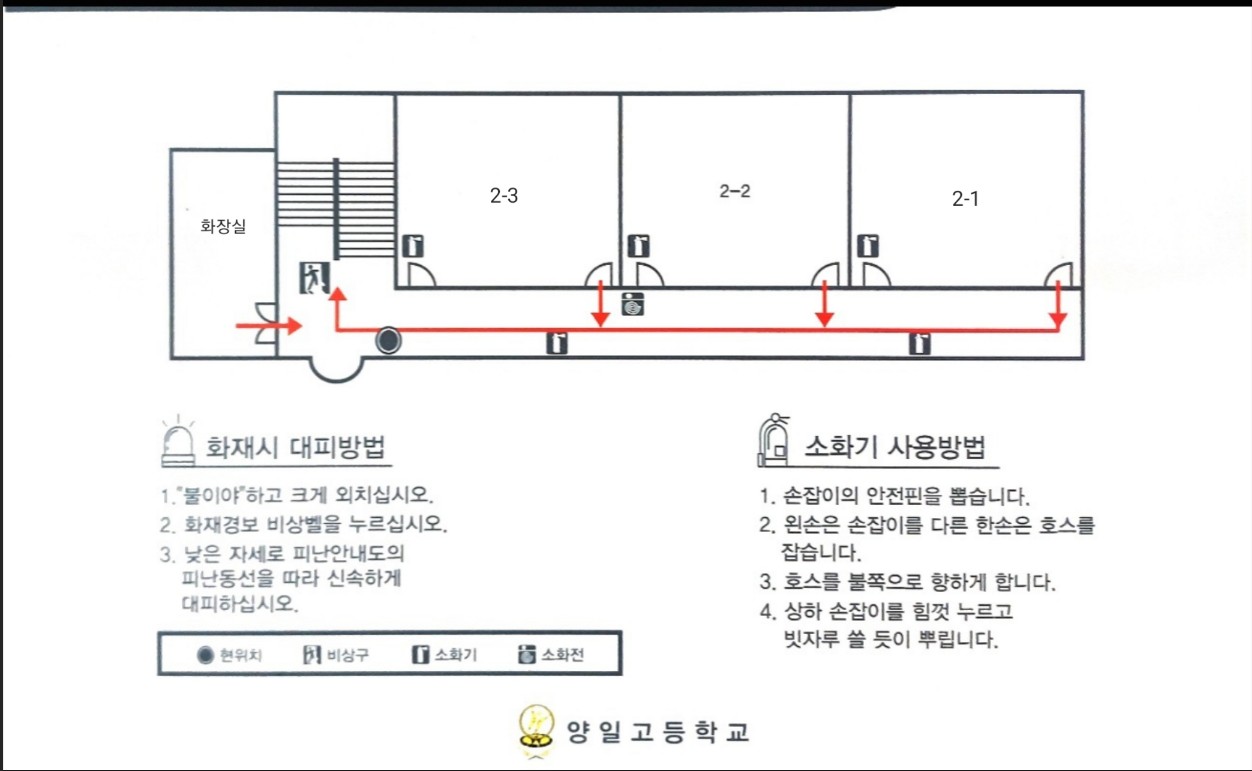 2-3
2-2
2-1
화장실
화재시 대피방법
1."불이야"하고 크게 외치십시오.
2. 화재경보 비상벨을 누르십시오.
3. 낮은 자세로 피난안내도의
피난동선을 따라 신속하게
대피하십시오.
소화기 사용방법
1. 손잡이의 안전핀을 뽑습니다.
2. 왼손은 손잡이를 다른 한손은 호스를
잡습니다.
3. 호스를 불쪽으로 향하게 합니다.
4. 상하 손잡이를 힘껏 누르고
빗자루 쓸 듯이 뿌립니다.
현위치 비상구 소화기 소화전
양일고등학교